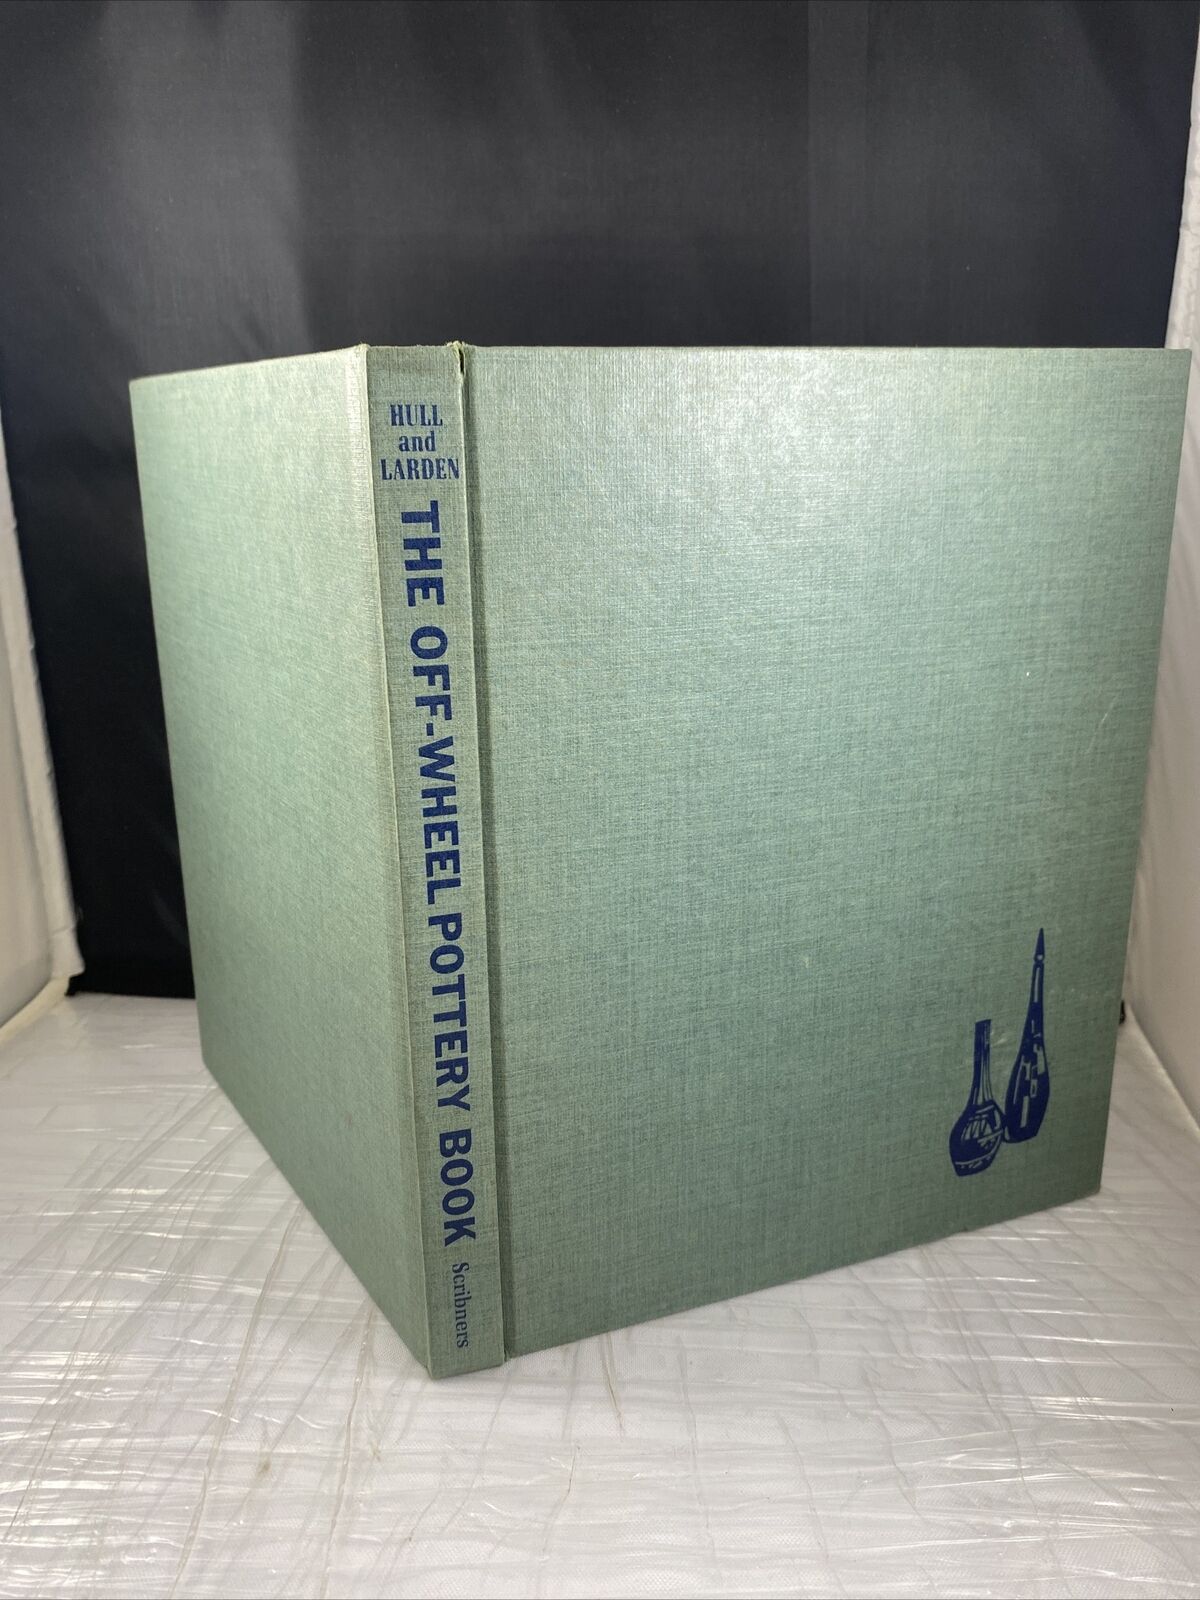 HULL
and
LARDEN
THE OFF-WHEEL POTTERY BOOK
Scribners